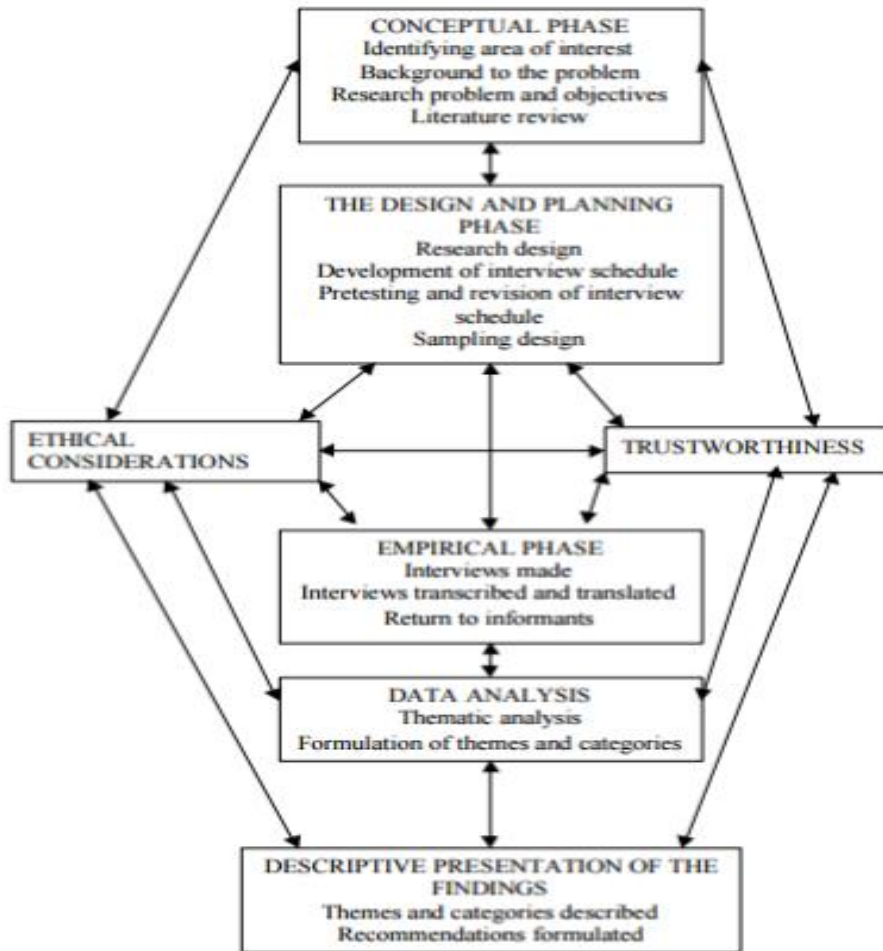 CONCEPTUAL PHASE
Identifying area of interest
Background to the problem
Research problem and objectives
Literature review
THE DESIGN AND PLANNING
PHASE
Research design
Development of interview schedule
Pretesting and revision of interview
schedule
Sampling design
ETHICAL
CONSIDERATIONS
TRUSTWORTHINESS
EMPIRICAL PHASE
Interviews made
Interviews transcribed and translated
Return to informants
DATA ANALYSIS
Thematic analysis
Formulation of themes and categories
DESCRIPTIVE PRESENTATION OF THE
FINDINGS
Themes and categories described
Recommendations formulated